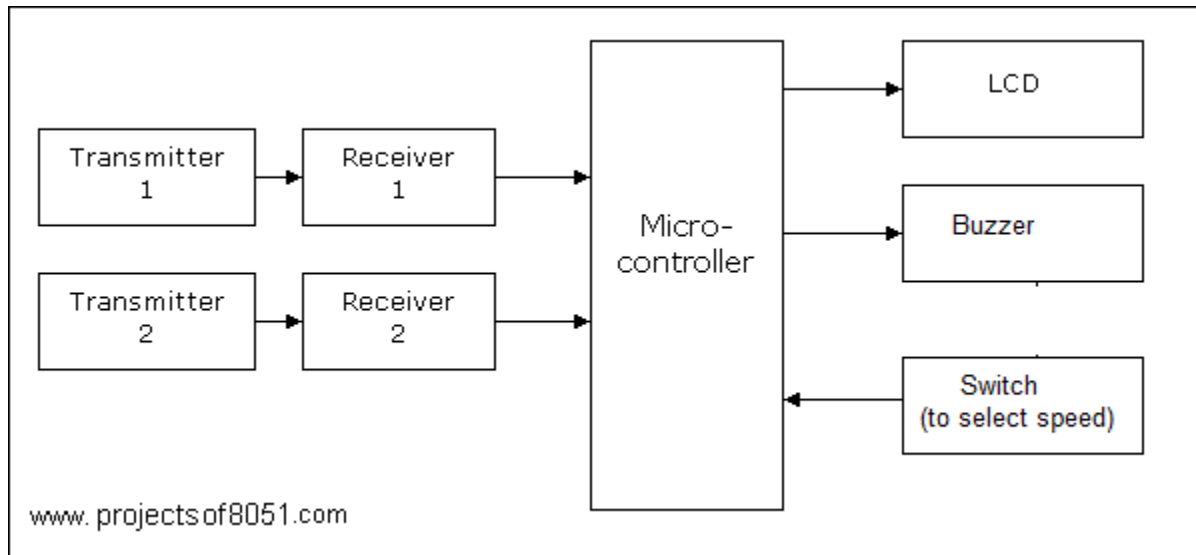 Transmitter
1
Receiver
1
Transmitter
2
Receiver
2
Micro-
controller
LCD
Buzzer
Switch
(to select speed)
www. projectsof8051.com